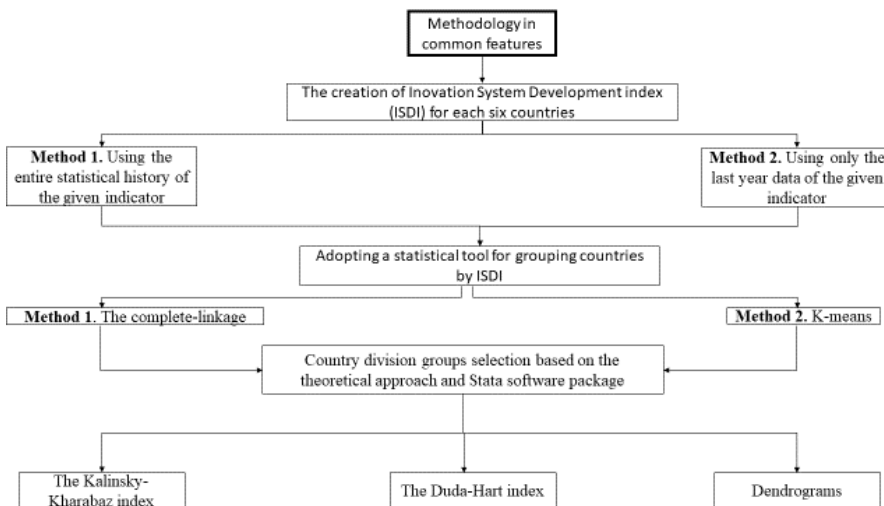 Methodology in
common features
The creation of Inovation System Development index
(ISDI) for each six countries
Method 1. Using the
entire statistical history of
the given indicator
Method 2. Using only the
last year data of the given
indicator
Adopting a statistical tool for grouping countries
by ISDI
Method 1. The complete-linkage
Method 2. K-means
Country division groups selection based on the
theoretical approach and Stata software package
The Kalinsky-
Kharabaz index
The Duda-Hart index
Dendrograms